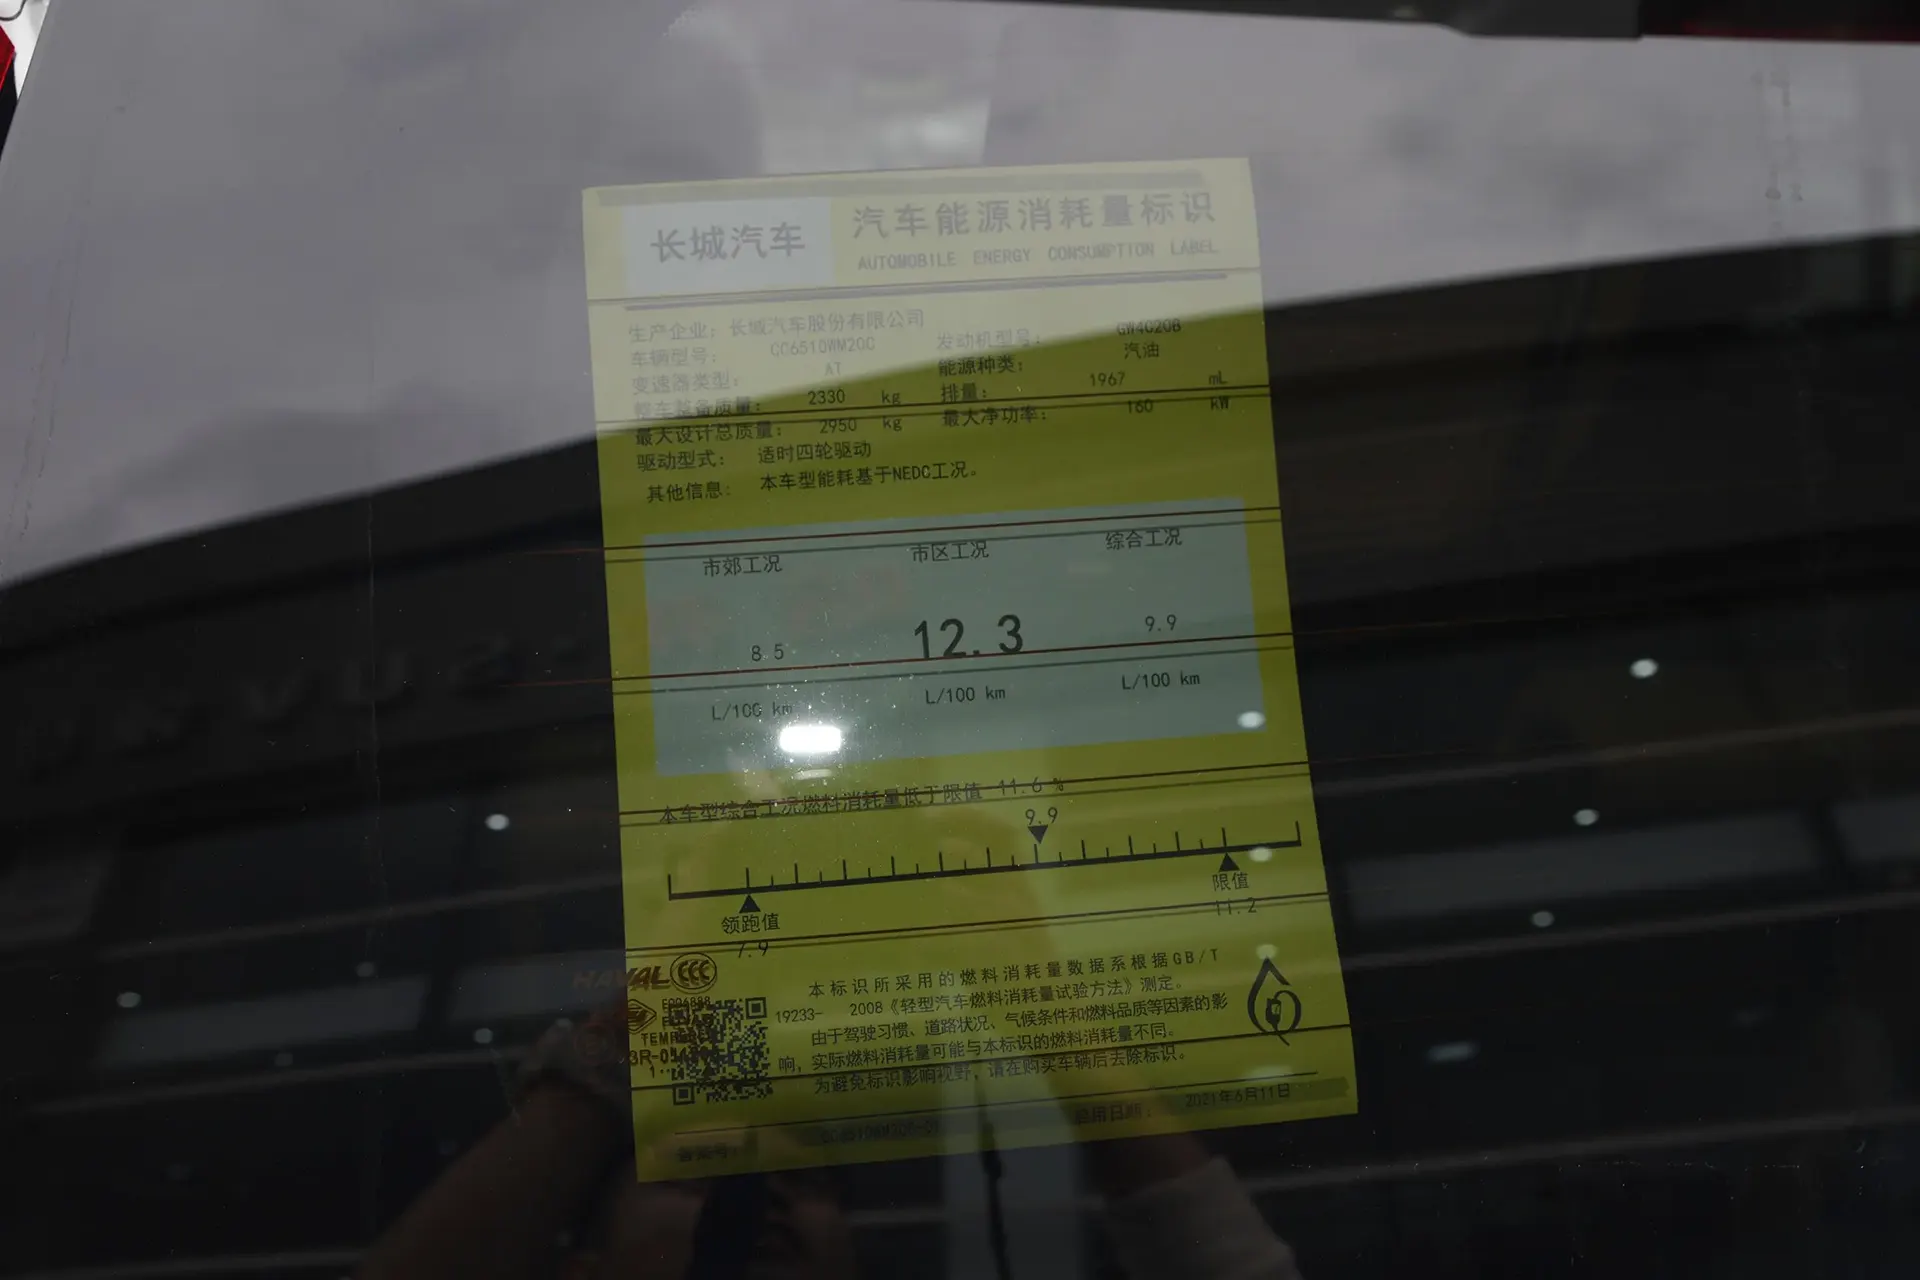 长城汽车
汽车能源消耗量标识
AUTOMOBILE ENERGY CONSUMPTION LABEL
生产企业: 长城汽车股份有限公司
车辆型号: CC6510WM20C 发动机型号: GW4C20B
变速器类型: AT 能源种类: 汽油
整车整备质量: 2330 kg 排量: 1967 mL
最大设计总质量: 2950 kg 最大净功率: 160 kW
驱动型式: 适时四轮驱动
其他信息: 本车型能耗基于NEDC工况。
市郊工况 市区工况 综合工况
8.5 12.3 9.9
L/100 km L/100 km L/100 km
本车型综合工况燃料消耗量低于限值 11.6 %
9.9
领跑值 限值
7.9 11.2
HAVAL
本标识所采用的燃料消耗量数据系根据GB/T
19233- 2008《轻型汽车燃料消耗量试验方法》测定。
由于驾驶习惯、道路状况、气候条件和燃料品质等因素的影
响, 实际燃料消耗量可能与本标识的燃料消耗量不同。
为避免标识影响视野, 请在购买车辆后去除标识。
备案号: 启用日期: 2021年6月11日